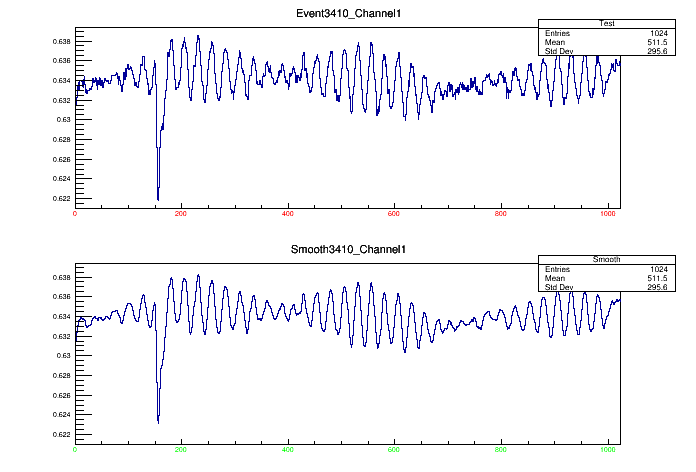 Event3410_Channel1
Test
Entries 1024
Mean 511.5
Std Dev 295.6
0.638
0.636
0.634
0.632
0.63
0.628
0.626
0.624
0.622
0 200 400 600 800 1000
Smooth3410_Channel1
Smooth
Entries 1024
Mean 511.5
Std Dev 295.6
0.638
0.636
0.634
0.632
0.63
0.628
0.626
0.624
0.622
0 200 400 600 800 1000